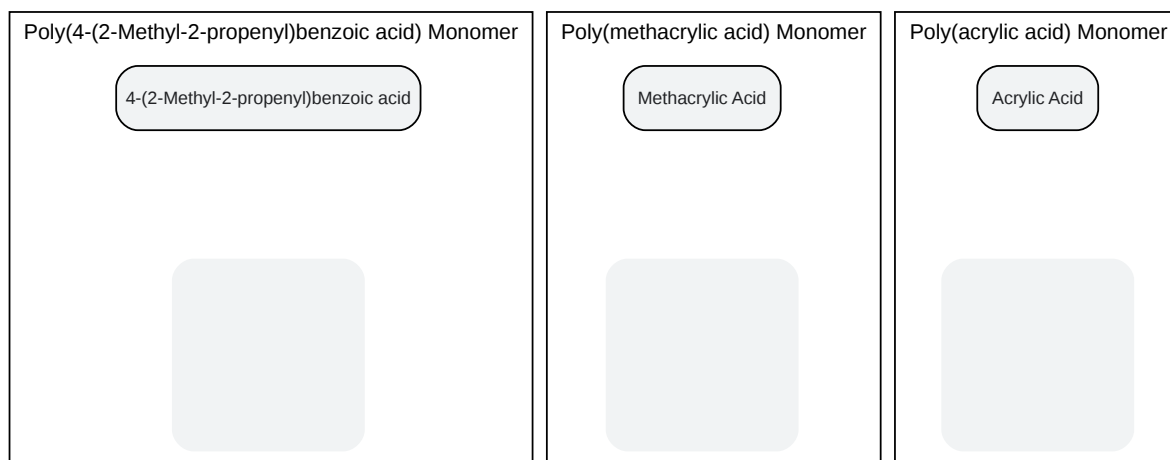 Poly(4-(2-Methyl-2-propenyl)benzoic acid) Monomer
4-(2-Methyl-2-propenyl)benzoic acid
Poly(methacrylic acid) Monomer
Methacrylic Acid
Poly(acrylic acid) Monomer
Acrylic Acid